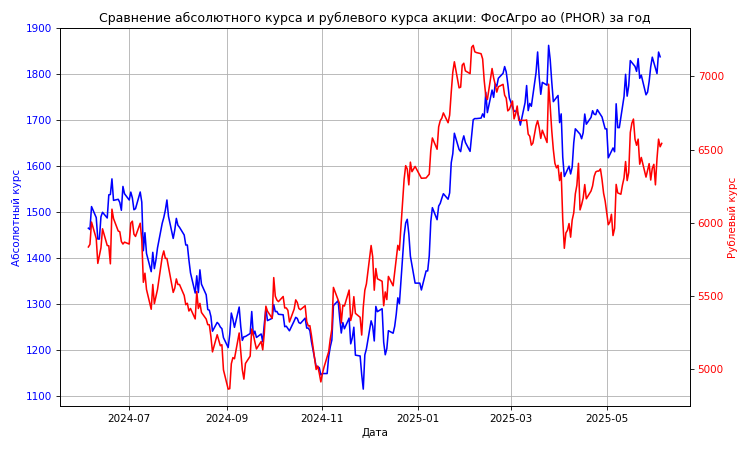 Сравнение абсолютного курса и рублевого курса акции: ФосАгро ао (PHOR) за год
1900
1800
1700
1600
1500
1400
1300
1200
1100
Абсолютный курс
7000
6500
6000
5500
5000
Рублевый курс
2024-07 2024-09 2024-11 2025-01 2025-03 2025-05
Дата